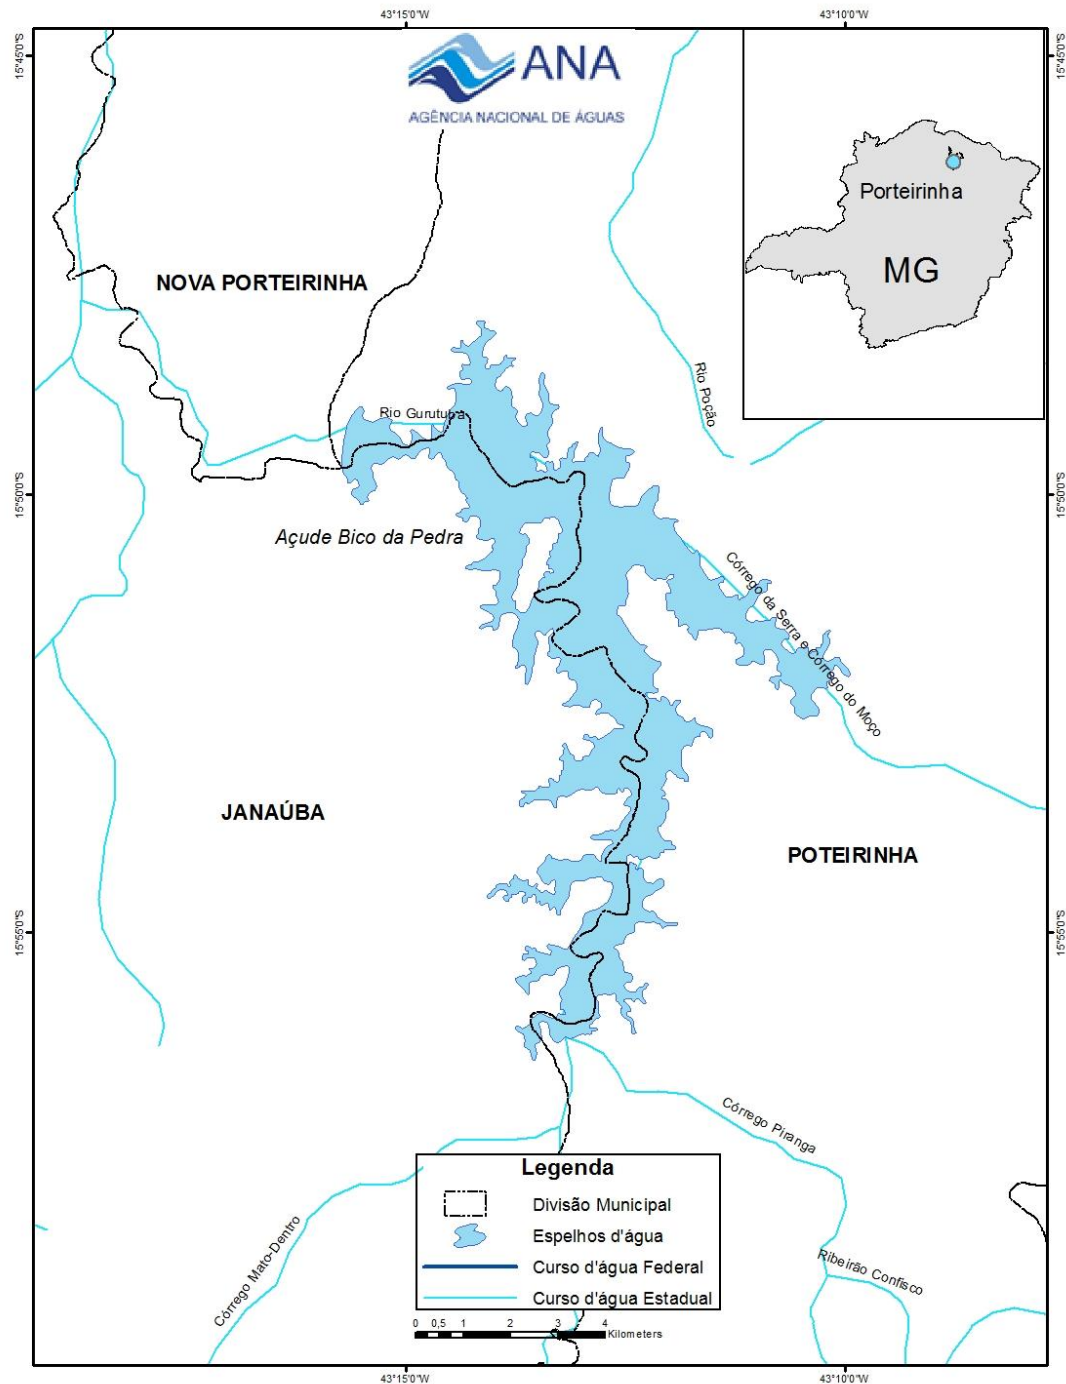 43°15'0"W
43°10'0"W
15°45'0"S
15°45'0"S
ANA
AGÊNCIA NACIONAL DE ÁGUAS
Porteirinha
MG
NOVA PORTEIRINHA
Rio Poção
Rio Gurutuba
15°50'0"S
15°50'0"S
Açude Bico da Pedra
Córrego da Serra e Córrego do Moço
JANAÚBA
POTEIRINHA
15°55'0"S
15°55'0"S
Córrego Piranga
Legenda
Divisão Municipal
Espelhos d'água
Curso d'água Federal
Curso d'água Estadual
Córrego Mato-Dentro
Ribeirão Confisco
0 0,5 1 2 3 4
Kilometers
43°15'0"W
43°10'0"W